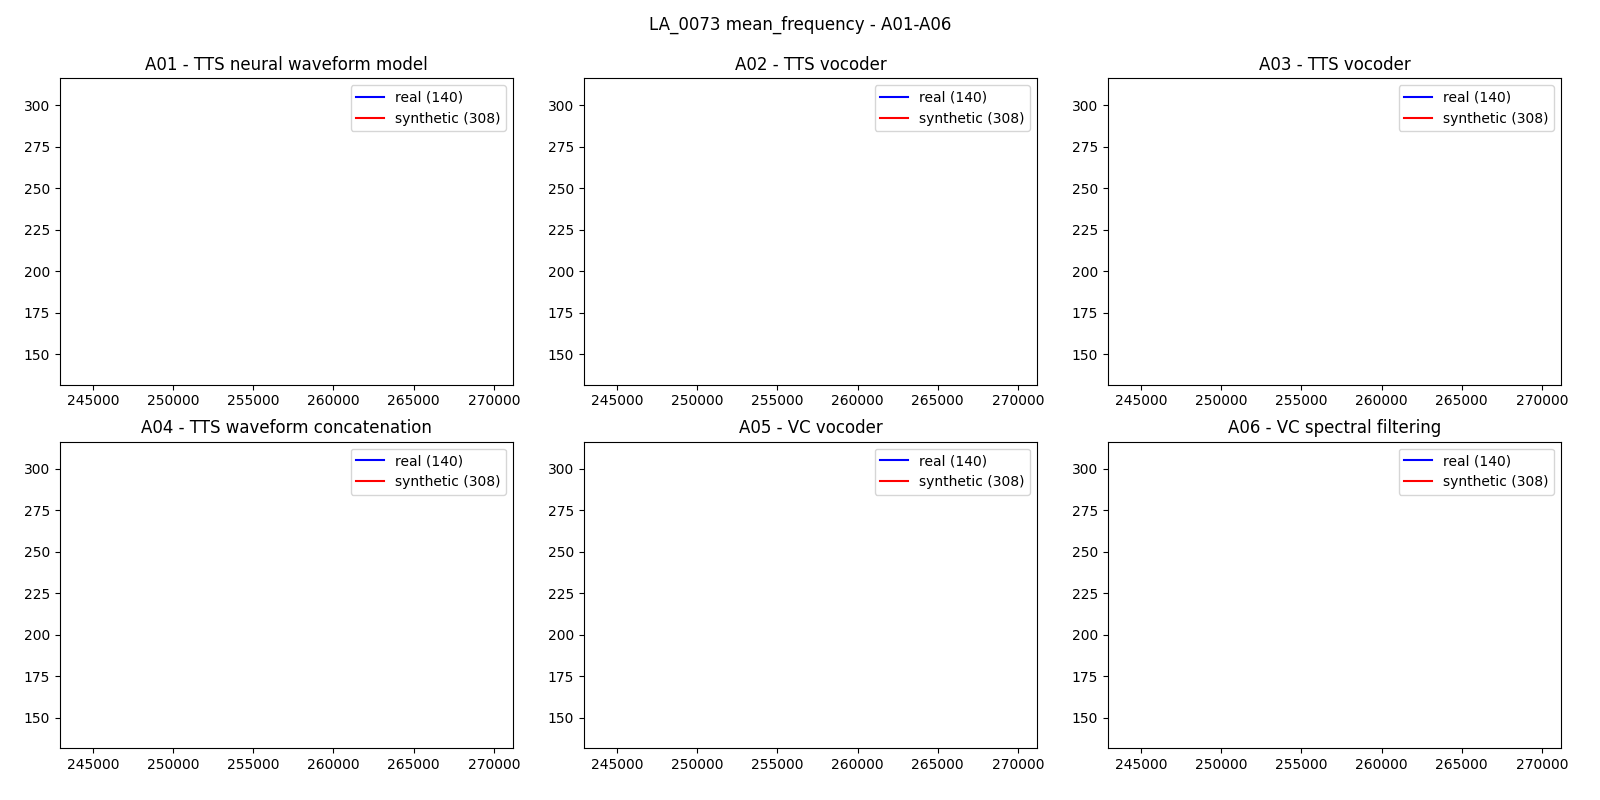 LA_0073 mean_frequency - A01-A06
A01 - TTS neural waveform model
real (140)
synthetic (308)
300
275
250
225
200
175
150
245000 250000 255000 260000 265000 270000
A02 - TTS vocoder
real (140)
synthetic (308)
300
275
250
225
200
175
150
245000 250000 255000 260000 265000 270000
A03 - TTS vocoder
real (140)
synthetic (308)
300
275
250
225
200
175
150
245000 250000 255000 260000 265000 270000
A04 - TTS waveform concatenation
real (140)
synthetic (308)
300
275
250
225
200
175
150
245000 250000 255000 260000 265000 270000
A05 - VC vocoder
real (140)
synthetic (308)
300
275
250
225
200
175
150
245000 250000 255000 260000 265000 270000
A06 - VC spectral filtering
real (140)
synthetic (308)
300
275
250
225
200
175
150
245000 250000 255000 260000 265000 270000